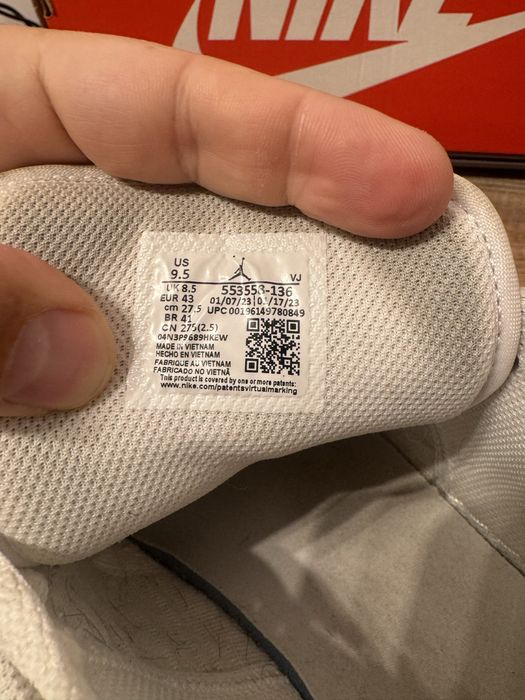 NIKE
US
9.5
VJ
UK 8.5
553558-136
EUR 43
01/07/23
/17/23
cm 27.5
UPC 00196149780849
BR 41
CN 275(2.5)
04N3P9689HKEW
MADE IN VIETNAM
HECHO EN VIETNAM
FABRIQUE AU VIETNAM
FABRICADO NO VIETNÃ
This product is covered by one or more patents:
www.nike.com/patentsvirtualmarking